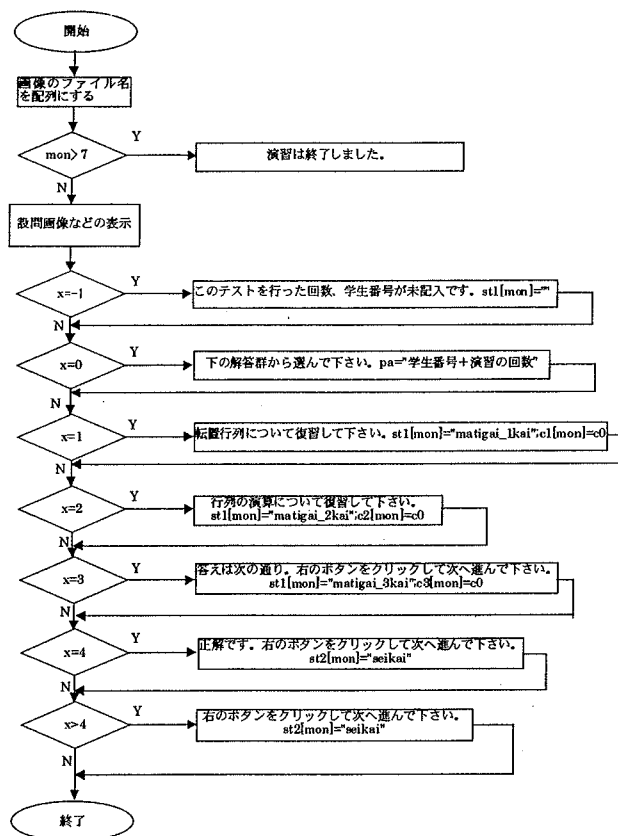 開始
画像のファイル名
を配列にする
mon>7
Y
演習は終了しました。
N
設問画像などの表示
x=-1
Y
このテストを行った回数、学生番号が未記入です。st1[mon]=""
N
x=0
Y
下の解答群から選んで下さい。pa="学生番号＋演習の回数"
N
x=1
Y
転置行列について復習して下さい。st1[mon]="matigai_1kai";c1[mon]=c0
N
x=2
Y
行列の演算について復習して下さい。
st1[mon]="matigai_2kai";c2[mon]=c0
N
x=3
Y
答えは次の通り。右のボタンをクリックして次へ進んで下さい。
st1[mon]="matigai_3kai";c3[mon]=c0
N
x=4
Y
正解です。右のボタンをクリックして次へ進んで下さい。
st2[mon]="seikai"
N
x>4
Y
右のボタンをクリックして次へ進んで下さい。
st2[mon]="seikai"
N
終了